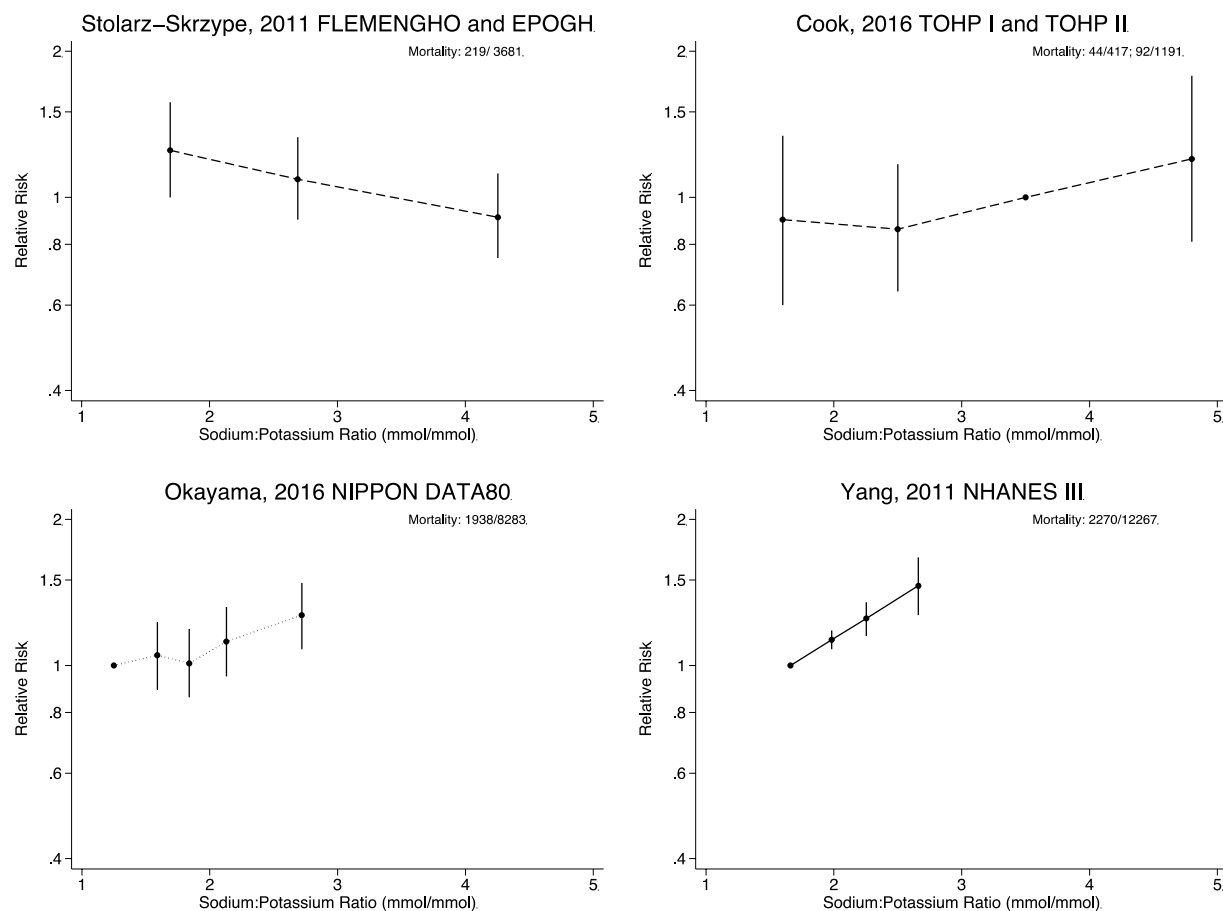 Stolarz−Skrzype, 2011 FLEMENGHO and EPOGH
Mortality: 219/ 3681
2
1.5
1
.8
.6
.4
Relative Risk
1 2 3 4 5
Sodium:Potassium Ratio (mmol/mmol)
Cook, 2016 TOHP I and TOHP II
Mortality: 44/417; 92/1191
2
1.5
1
.8
.6
.4
Relative Risk
1 2 3 4 5
Sodium:Potassium Ratio (mmol/mmol)
Okayama, 2016 NIPPON DATA80
Mortality: 1938/8283
2
1.5
1
.8
.6
.4
Relative Risk
1 2 3 4 5
Sodium:Potassium Ratio (mmol/mmol)
Yang, 2011 NHANES III
Mortality: 2270/12267
2
1.5
1
.8
.6
.4
Relative Risk
1 2 3 4 5
Sodium:Potassium Ratio (mmol/mmol)